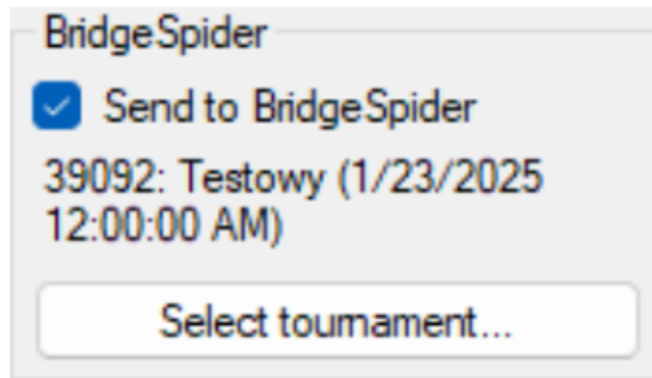 BridgeSpider
Send to BridgeSpider
39092: Testowy (1/23/2025
12:00:00 AM)
Select tournament...